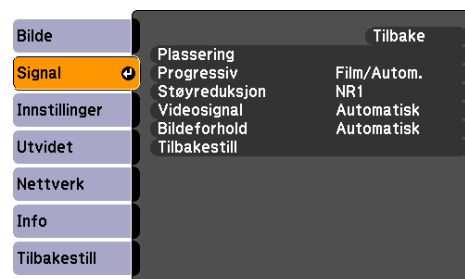 Bilde
Signal
Innstillinger
Utvidet
Nettverk
Info
Tilbakestill
Tilbake
Plassering
Progressiv Film/Autom.
Støyreduksjon NR1
Videosignal Automatisk
Bildeforhold Automatisk
Tilbakestill